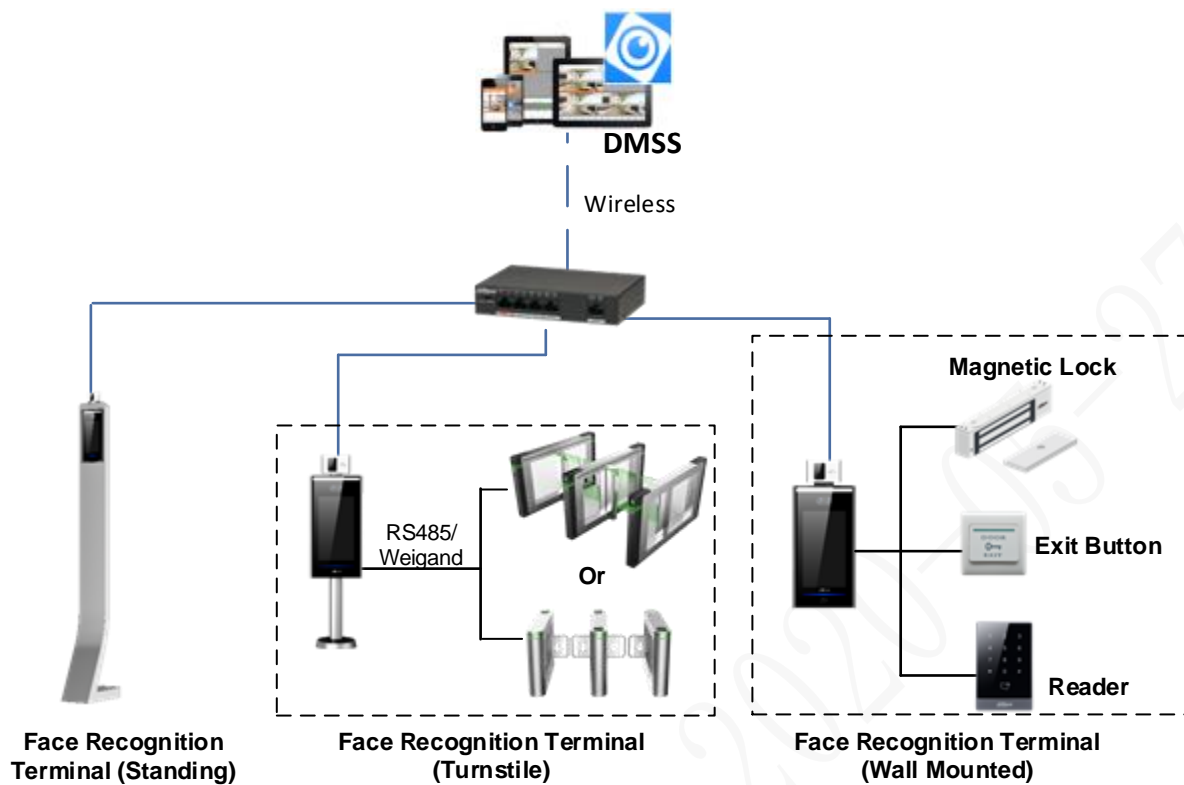 DMSS
Wireless
Magnetic Lock
RS485/
Weigand
Exit Button
Or
Reader
Face Recognition
Terminal (Standing)
Face Recognition Terminal
(Turnstile)
Face Recognition Terminal
(Wall Mounted)